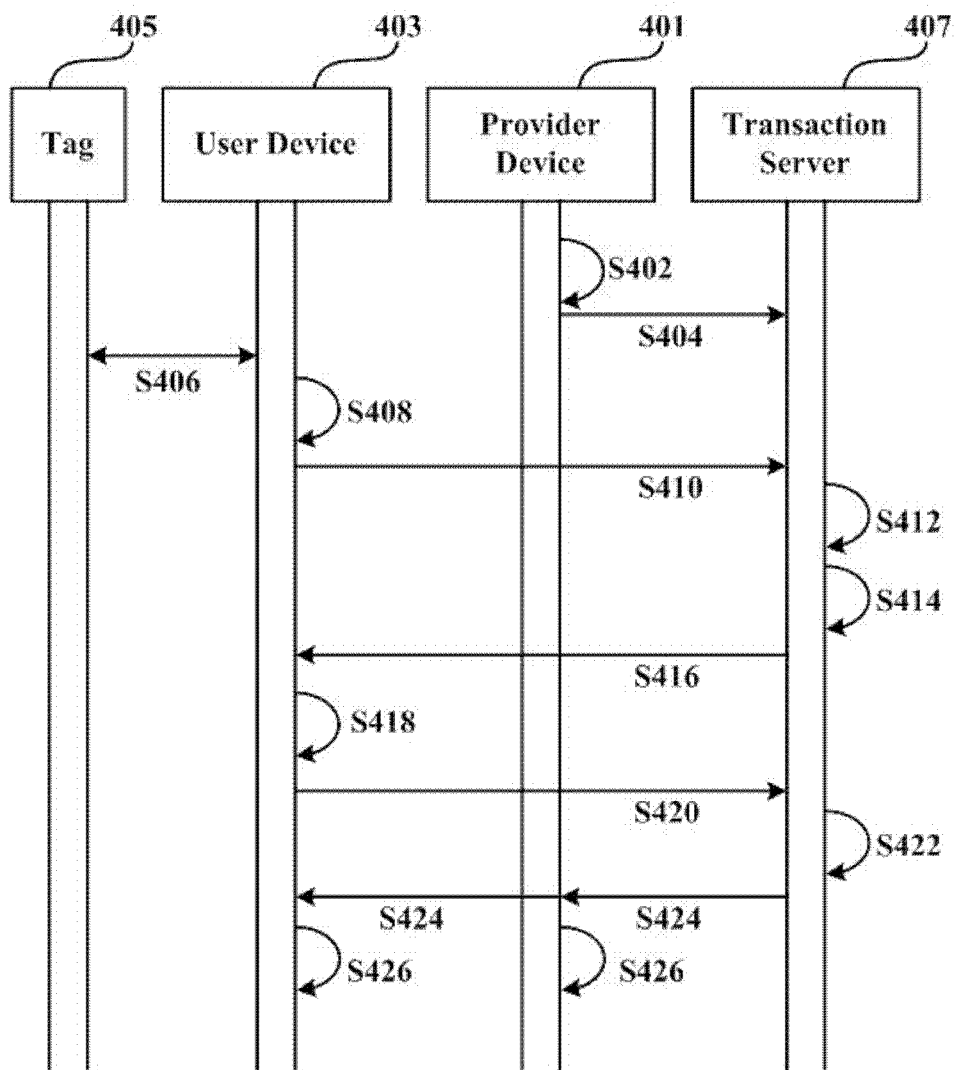 405
403
401
407
Tag
User Device
Provider
Device
Transaction
Server
S402
S404
S406
S408
S410
S412
S414
S416
S418
S420
S422
S424
S424
S426
S426